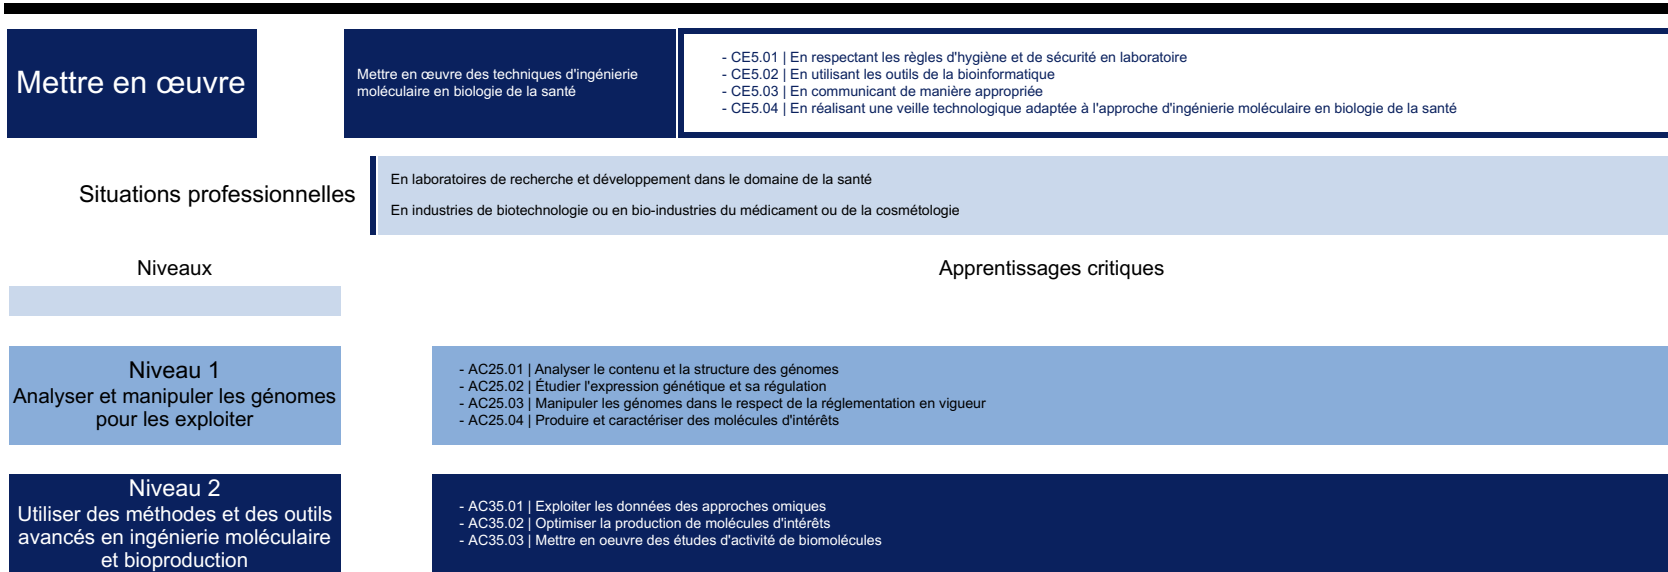 Mettre en œuvre
Mettre en œuvre des techniques d'ingénierie
moléculaire en biologie de la santé
- CE5.01 | En respectant les règles d'hygiène et de sécurité en laboratoire
- CE5.02 | En utilisant les outils de la bioinformatique
- CE5.03 | En communicant de manière appropriée
- CE5.04 | En réalisant une veille technologique adaptée à l'approche d'ingénierie moléculaire en biologie de la santé
Situations professionnelles
En laboratoires de recherche et développement dans le domaine de la santé
En industries de biotechnologie ou en bio-industries du médicament ou de la cosmétologie
Niveaux
Apprentissages critiques
Niveau 1
Analyser et manipuler les génomes
pour les exploiter
- AC25.01 | Analyser le contenu et la structure des génomes
- AC25.02 | Étudier l'expression génétique et sa régulation
- AC25.03 | Manipuler les génomes dans le respect de la réglementation en vigueur
- AC25.04 | Produire et caractériser des molécules d'intérêts
Niveau 2
Utiliser des méthodes et des outils
avancés en ingénierie moléculaire
et bioproduction
- AC35.01 | Exploiter les données des approches omiques
- AC35.02 | Optimiser la production de molécules d'intérêts
- AC35.03 | Mettre en oeuvre des études d'activité de biomolécules